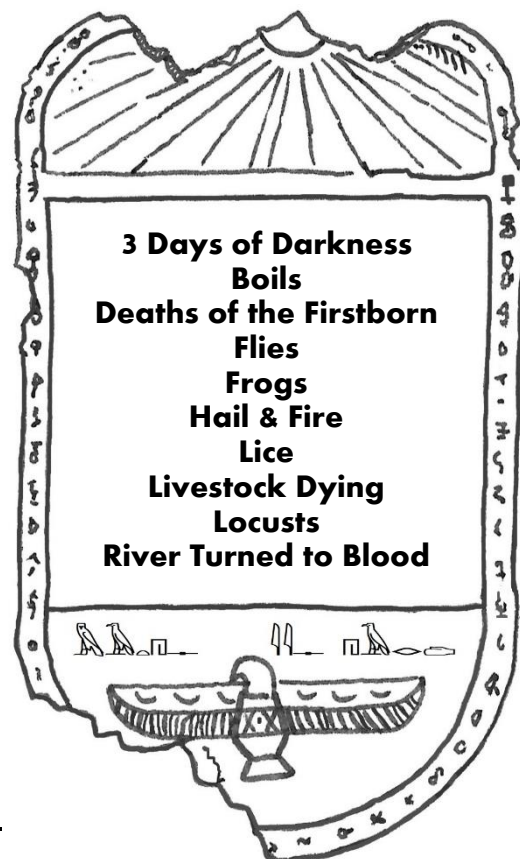 3 Days of Darkness
Boils
Deaths of the Firstborn
Flies
Frogs
Hail & Fire
Lice
Livestock Dying
Locusts
River Turned to Blood